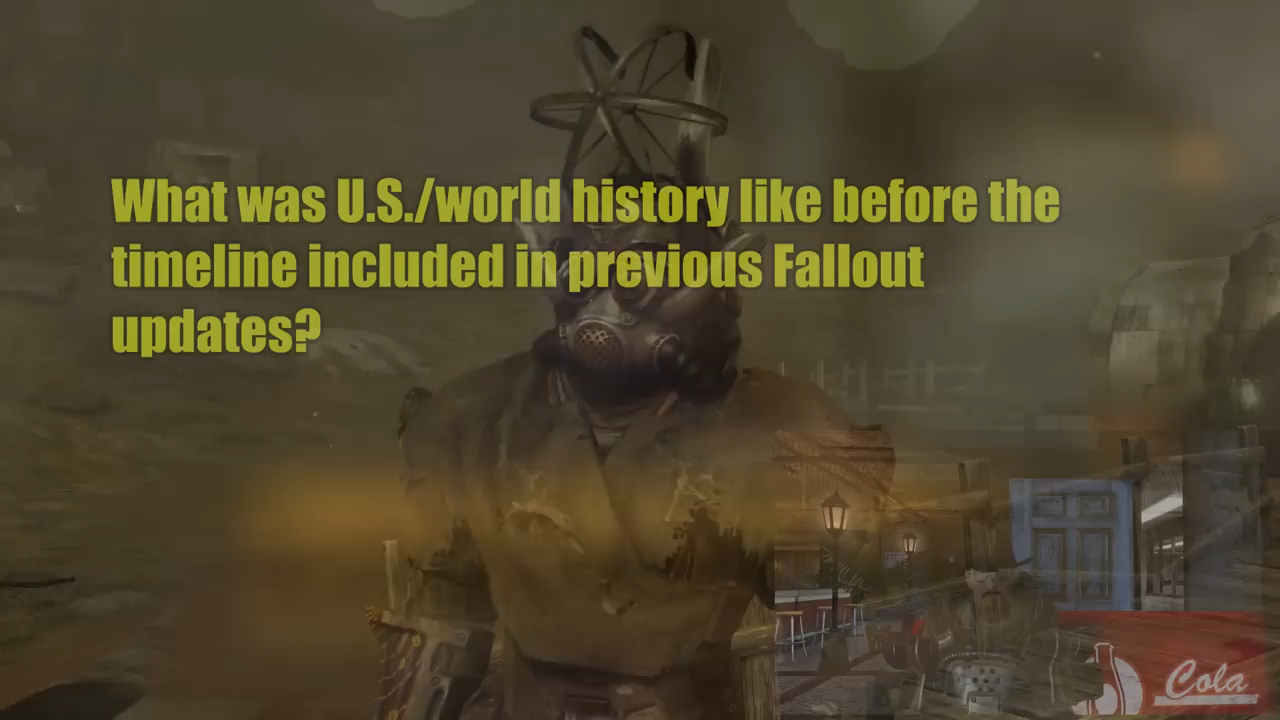 What was U.S./world history like before the
timeline included in previous Fallout
updates?
Cola